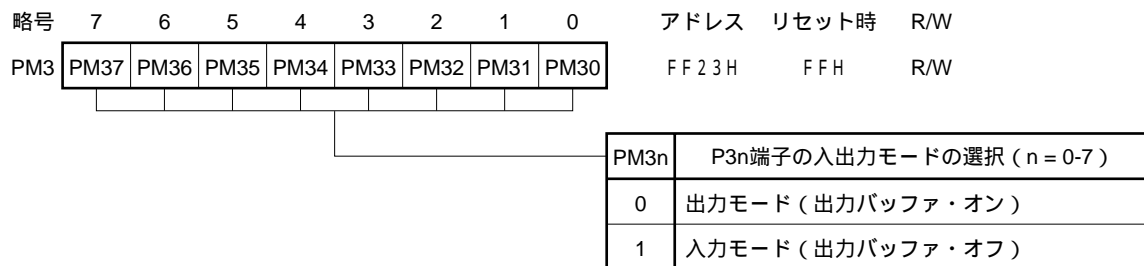 略号 7 6 5 4 3 2 1 0 アドレス リセット時 R/W
PM3 PM37 PM36 PM35 PM34 PM33 PM32 PM31 PM30 FF23H FFH R/W
PM3n P3n端子の入出力モードの選択（n = 0-7）
0 出力モード（出力バッファ・オン）
1 入力モード（出力バッファ・オフ）